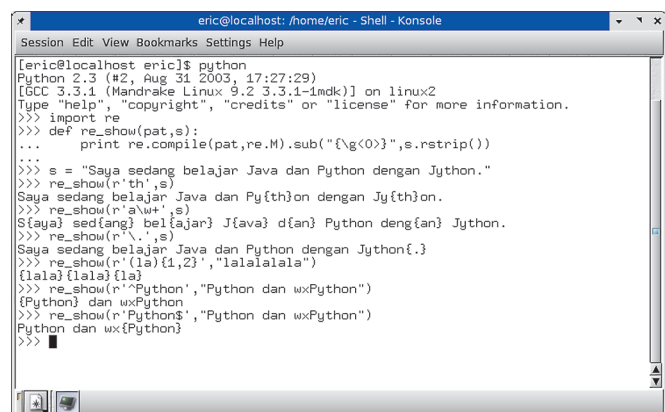 eric@localhost: /home/eric - Shell - Konsole
Session Edit View Bookmarks Settings Help
[eric@localhost eric]$ python
Python 2.3 (#2, Aug 31 2003, 17:27:29)
[GCC 3.3.1 (Mandrake Linux 9.2 3.3.1-1mdk)] on linux2
Type "help", "copyright", "credits" or "license" for more information.
>>> import re
>>> def re_show(pat,s):
...     print re.compile(pat,re.M).sub("{\g<0>}",s.rstrip())
...
>>> s = "Saya sedang belajar Java dan Python dengan Jython."
>>> re_show(r'th',s)
Saya sedang belajar Java dan Py{th}on dengan Jy{th}on.
>>> re_show(r'a\w+',s)
S{aya} sed{ang} bel{ajar} J{ava} d{an} Python deng{an} Jython.
>>> re_show(r'\.',s)
Saya sedang belajar Java dan Python dengan Jython{.}
>>> re_show(r'(la){1,2}',"lalalalala")
{lala}{lala}{la}
>>> re_show(r'^Python',"Python dan wxPython")
{Python} dan wxPython
>>> re_show(r'Python$',"Python dan wxPython")
Python dan wx{Python}
>>>